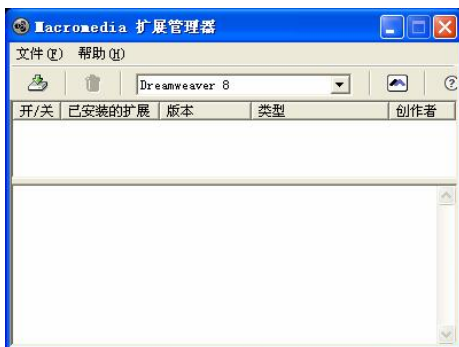 Macromedia 扩展管理器
文件(F) 帮助(H)
Dreamweaver 8
开/关 已安装的扩展 版本 类型 创作者